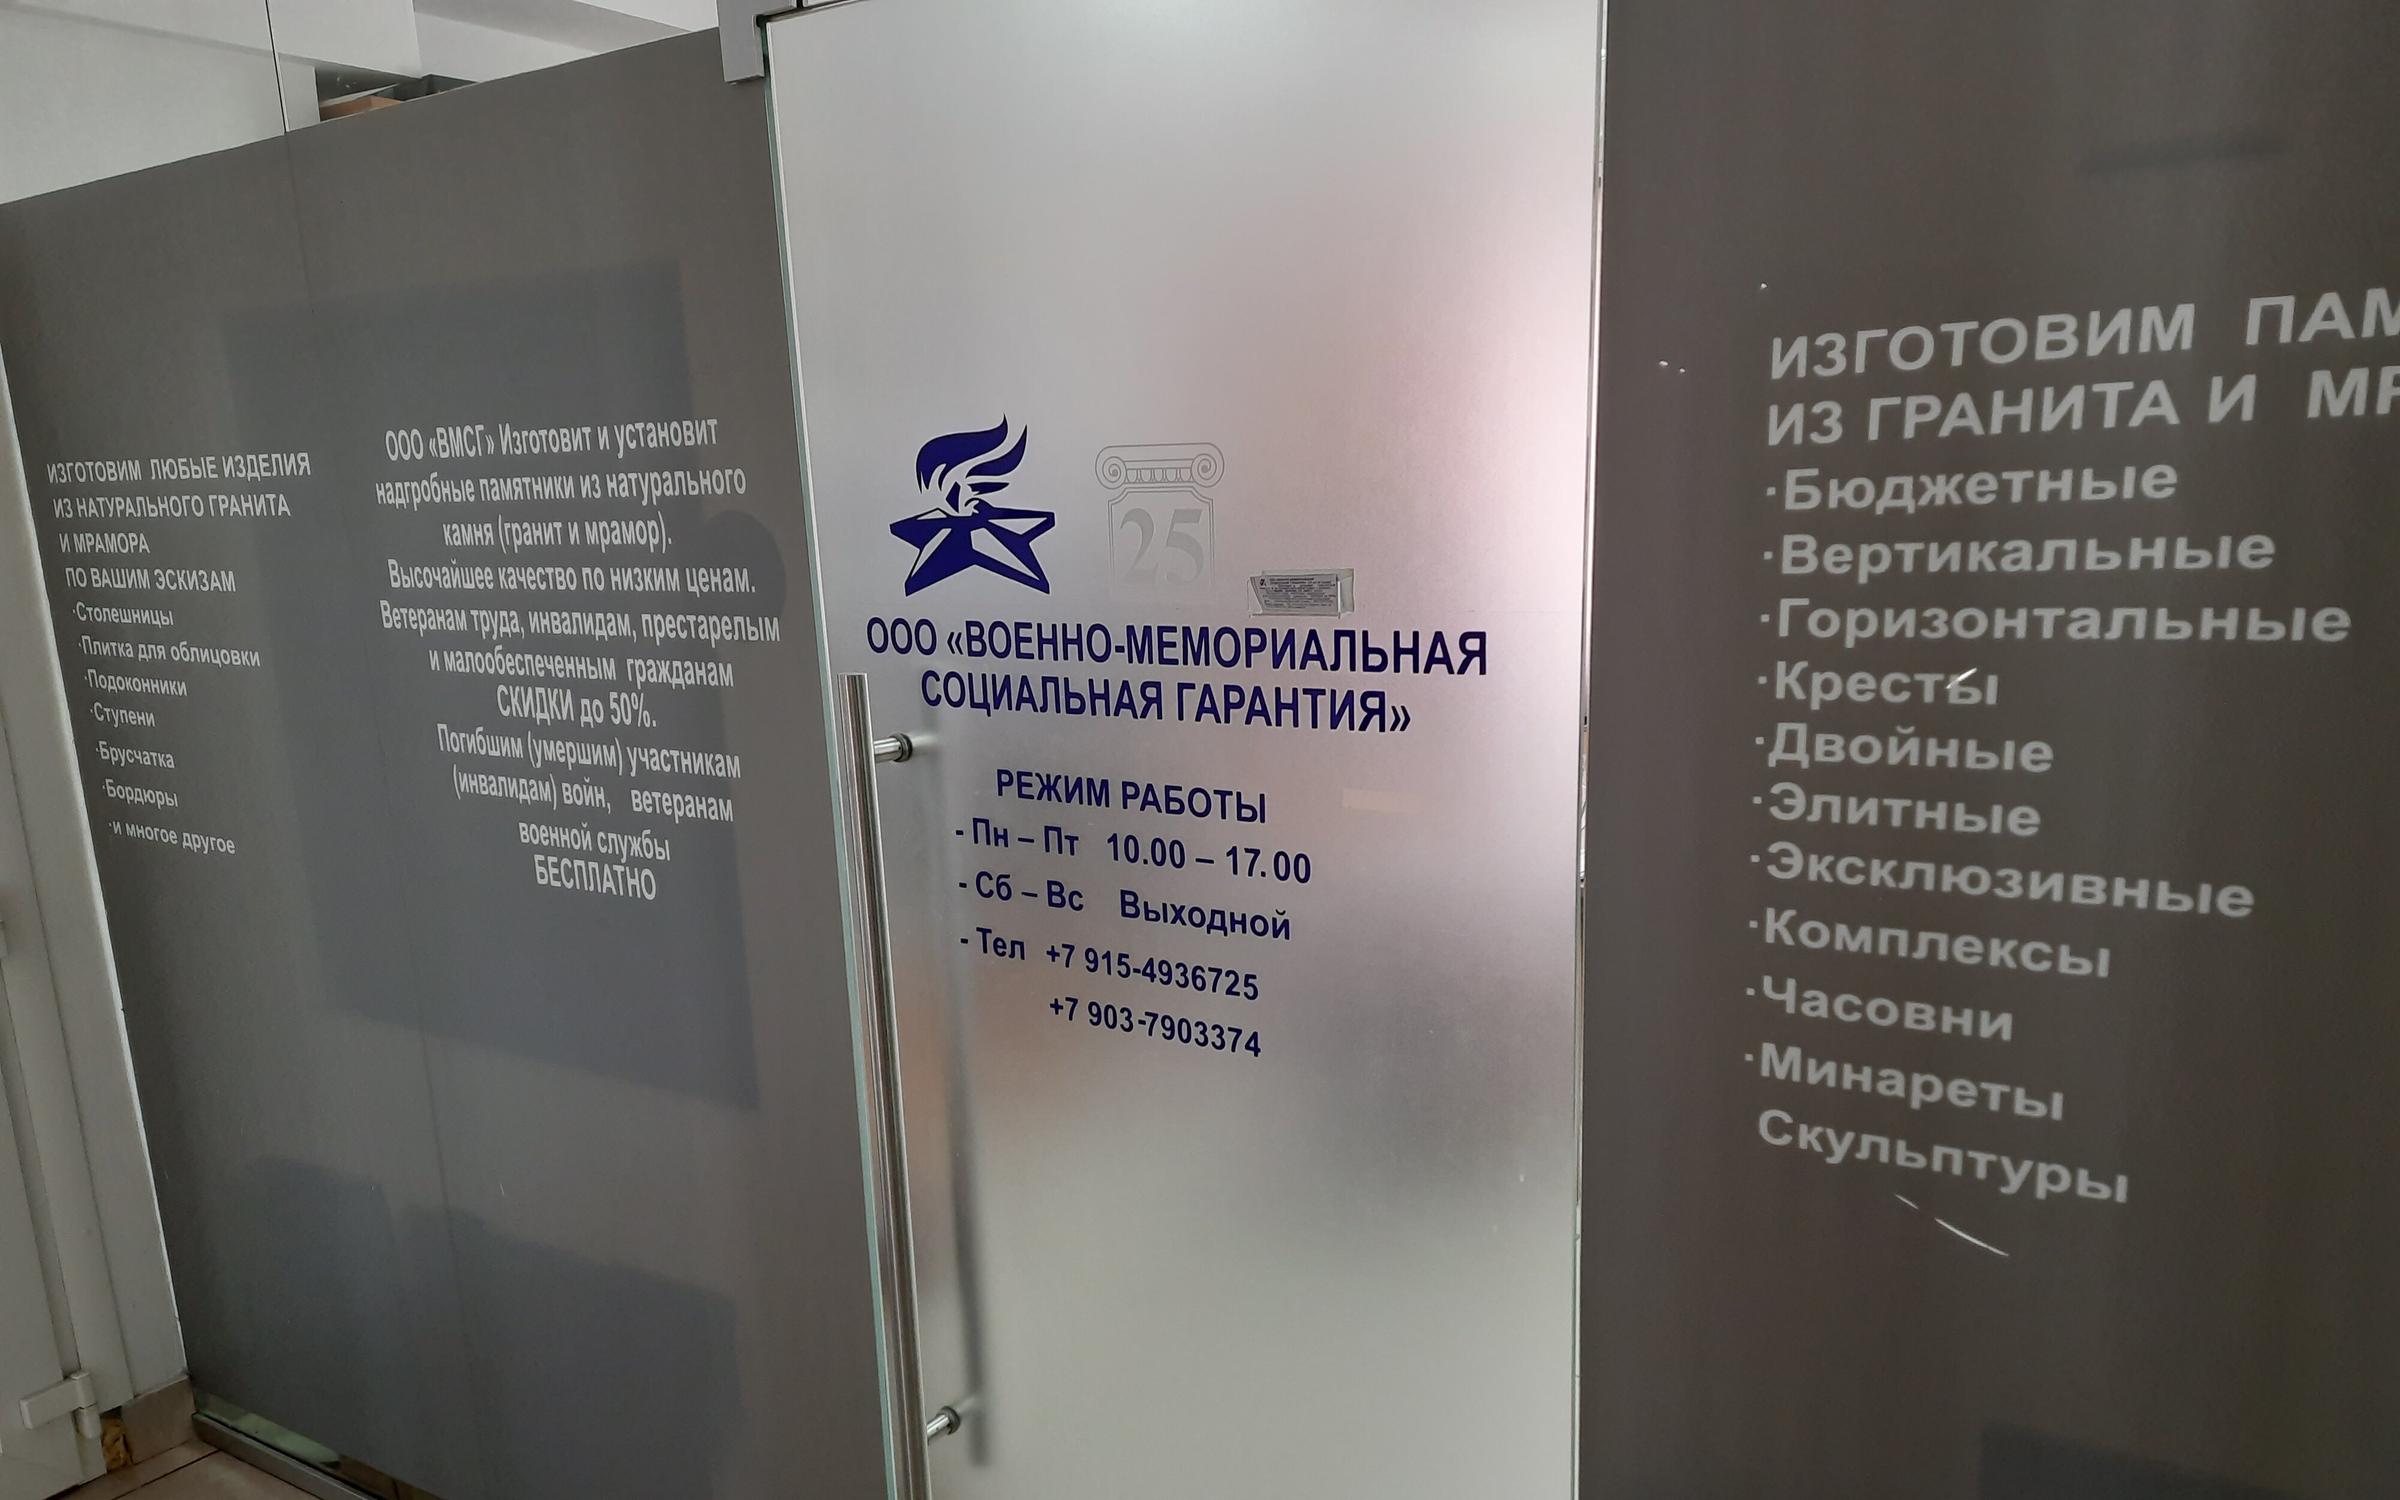 ИЗГОТОВИМ ЛЮБЫЕ ИЗДЕЛИЯ
ИЗ НАТУРАЛЬНОГО ГРАНИТА
И МРАМОРА
ПО ВАШИМ ЭСКИЗАМ
·Столешницы
·Плитка для облицовки
·Подоконники
·Ступени
·Брусчатка
·Бордюры
·и многое другое
ООО «ВМСГ» Изготовит и установит
надгробные памятники из натурального
камня (гранит и мрамор).
Высочайшее качество по низким ценам.
Ветеранам труда, инвалидам, престарелым
и малообеспеченным гражданам
СКИДКИ до 50%.
Погибшим (умершим) участникам
(инвалидам) войн, ветеранам
военной службы
БЕСПЛАТНО
25
ООО «ВОЕННО-МЕМОРИАЛЬНАЯ
СОЦИАЛЬНАЯ ГАРАНТИЯ»
РЕЖИМ РАБОТЫ
- Пн – Пт 10.00 – 17.00
- Сб – Вс Выходной
- Тел +7 915-4936725
+7 903-7903374
ИЗГОТОВИМ ПАМ
ИЗ ГРАНИТА И МР
·Бюджетные
·Вертикальные
·Горизонтальные
·Кресты
·Двойные
·Элитные
·Эксклюзивные
·Комплексы
·Часовни
·Минареты
Скульптуры